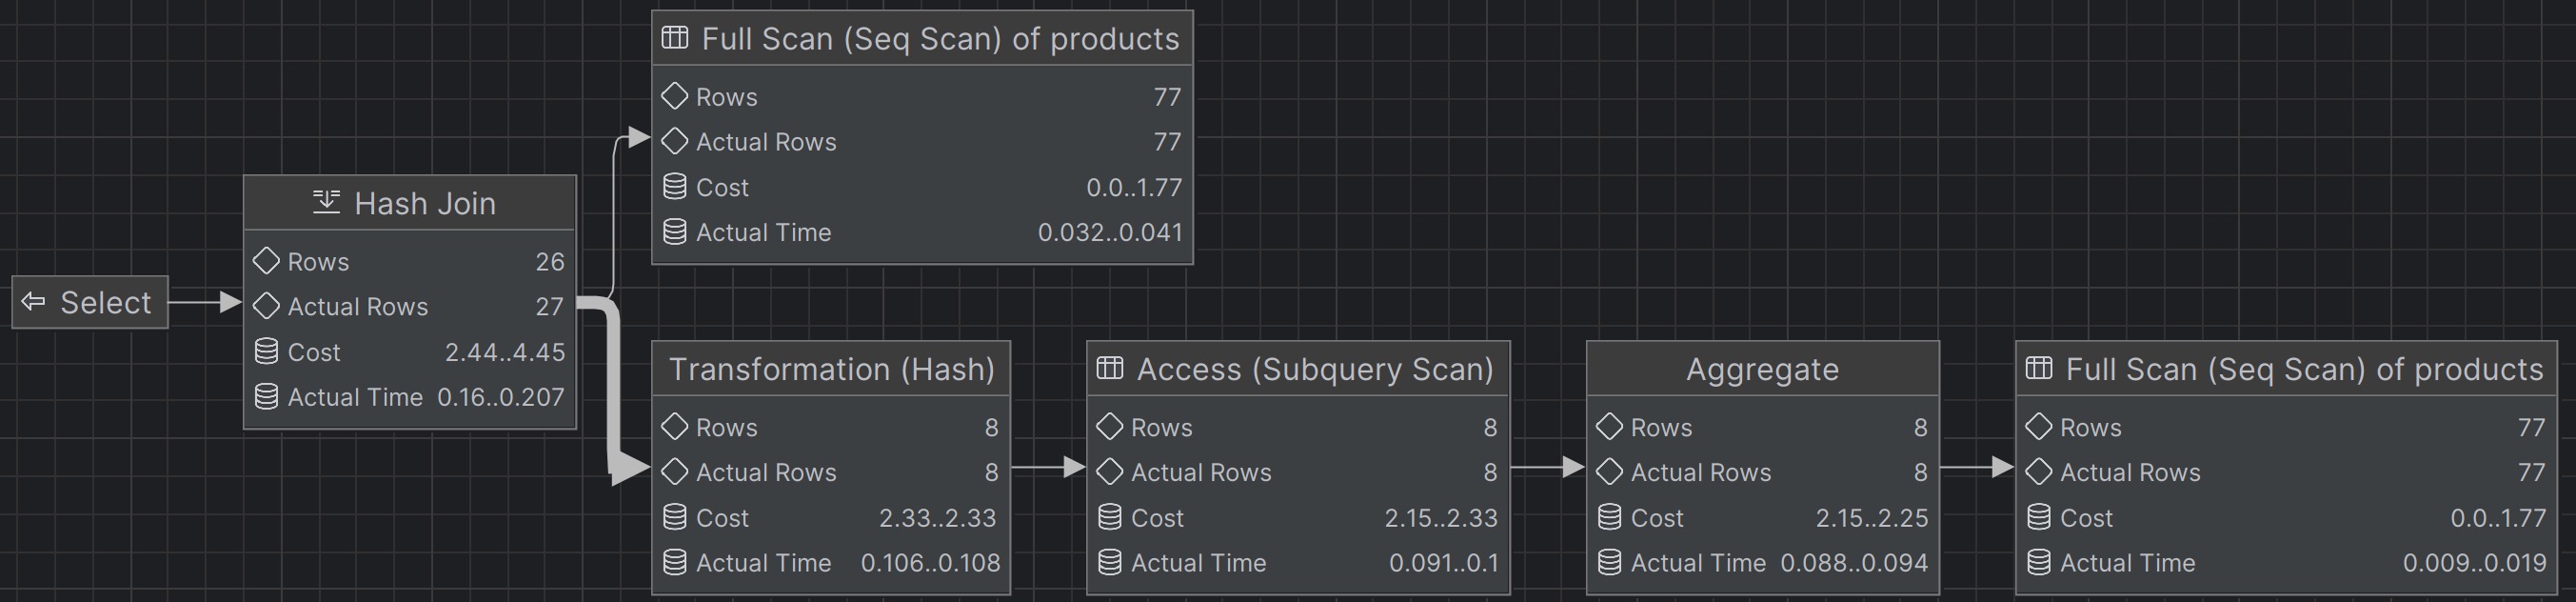 Select
Hash Join
Rows 26
Actual Rows 27
Cost 2.44..4.45
Actual Time 0.16..0.207
Full Scan (Seq Scan) of products
Rows 77
Actual Rows 77
Cost 0.0..1.77
Actual Time 0.032..0.041
Transformation (Hash)
Rows 8
Actual Rows 8
Cost 2.33..2.33
Actual Time 0.106..0.108
Access (Subquery Scan)
Rows 8
Actual Rows 8
Cost 2.15..2.33
Actual Time 0.091..0.1
Aggregate
Rows 8
Actual Rows 8
Cost 2.15..2.25
Actual Time 0.088..0.094
Full Scan (Seq Scan) of products
Rows 77
Actual Rows 77
Cost 0.0..1.77
Actual Time 0.009..0.019